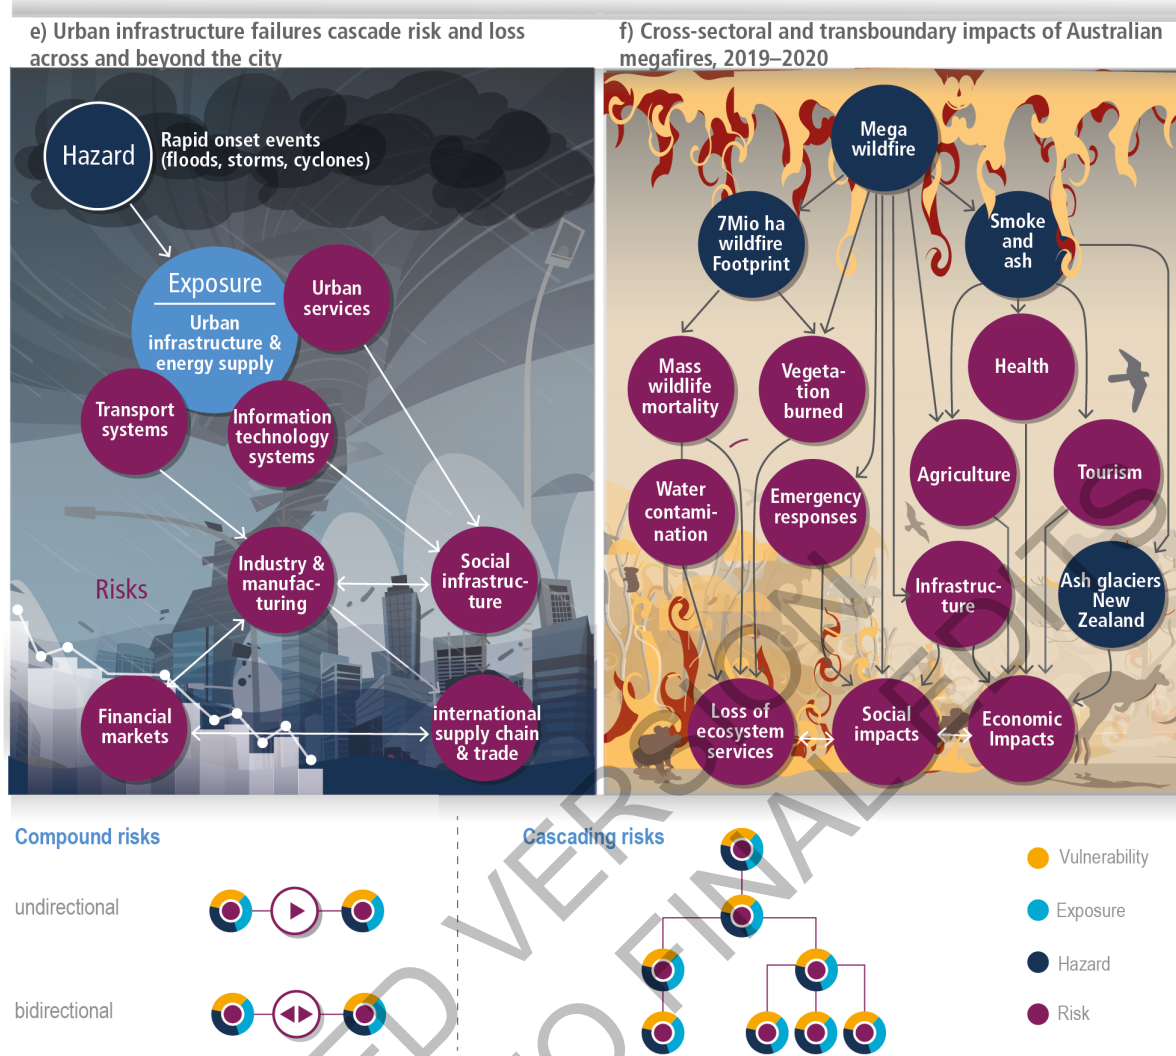 e) Urban infrastructure failures cascade risk and loss
across and beyond the city
Hazard
Rapid onset events
(floods, storms, cyclones)
Exposure
Urban
infrastructure &
energy supply
Urban
services
Transport
systems
Information
technology
systems
Risks
Industry &
manufac-
turing
Social
infrastruc-
ture
Financial
markets
international
supply chain
& trade
f) Cross-sectoral and transboundary impacts of Australian
megafires, 2019–2020
Mega
wildfire
7Mio ha
wildfire
Footprint
Smoke
and
ash
Mass
wildlife
mortality
Vegeta-
tion
burned
Health
Water
contami-
nation
Emergency
responses
Agriculture
Tourism
Infrastruc-
ture
Ash glaciers
New
Zealand
Loss of
ecosystem
services
Social
impacts
Economic
Impacts
Compound risks
undirectional
bidirectional
Cascading risks
Vulnerability
Exposure
Hazard
Risk
VERSION
TO FINAL EDITS